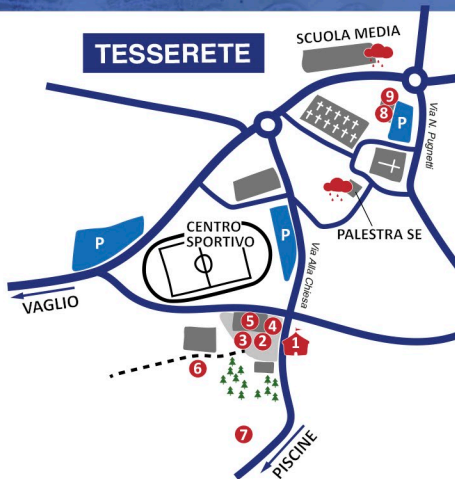 TESSERETE
SCUOLA MEDIA
9
8
P
Via N. Pugnetti
PALESTRA SE
P
CENTRO
SPORTIVO
P
Via Alla Chiesa
VAGLIO
5
4
3
2
1
6
7
PISCINE